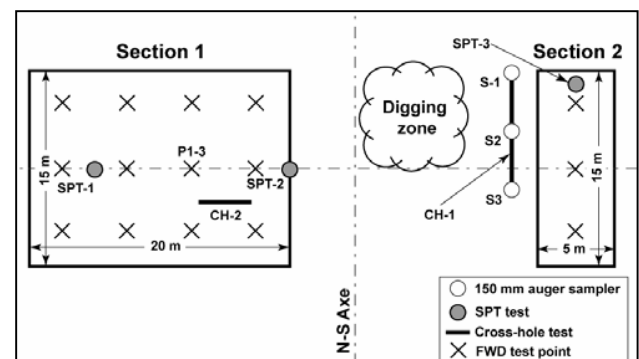 Section 1
SPT-3
Section 2
S-1
Digging
zone
S2
P1-3
15 m
SPT-1
SPT-2
15 m
S3
CH-2
CH-1
20 m
5 m
N-S Axe
150 mm auger sampler
SPT test
Cross-hole test
FWD test point